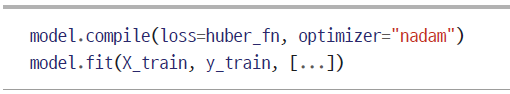 model.compile(loss=huber_fn, optimizer="nadam")
model.fit(X_train, y_train, [...])